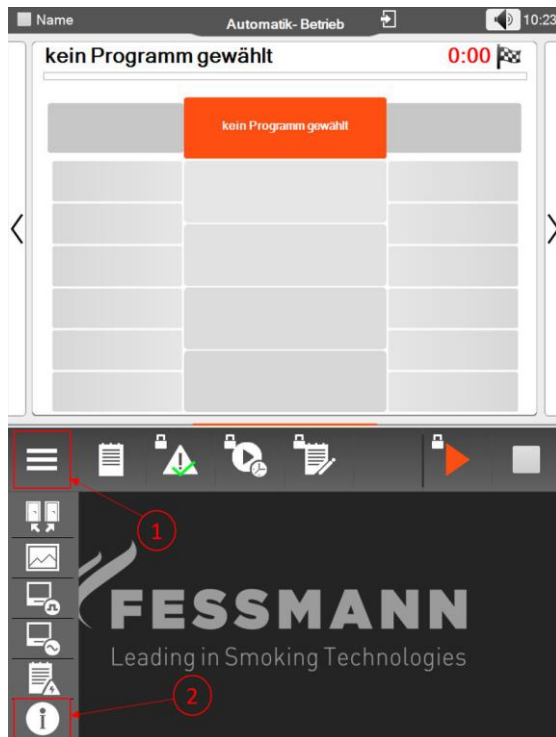 Name
Automatik- Betrieb
10:23
kein Programm gewählt
0:00
kein Programm gewählt
1
FESSMANN
Leading in Smoking Technologies
2